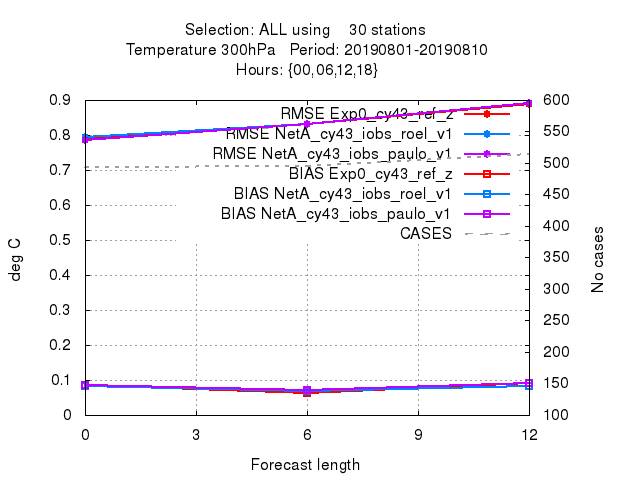 Selection: ALL using 30 stations
Temperature 300hPa Period: 20190801-20190810
Hours: {00,06,12,18}
0.9 600
RMSE Exp0_cy43_ref_z
0.8 RMSE NetA_cy43_iobs_roel_v1 550
RMSE NetA_cy43_iobs_paulo_v1
0.7 BIAS Exp0_cy43_ref_z 500
BIAS NetA_cy43_iobs_roel_v1 450
0.6 BIAS NetA_cy43_iobs_paulo_v1
CASES 400
0.5
deg C No cases
0.4 350
0.3 300
250
0.2 200
0.1 150
0 100
0 3 6 9 12
Forecast length